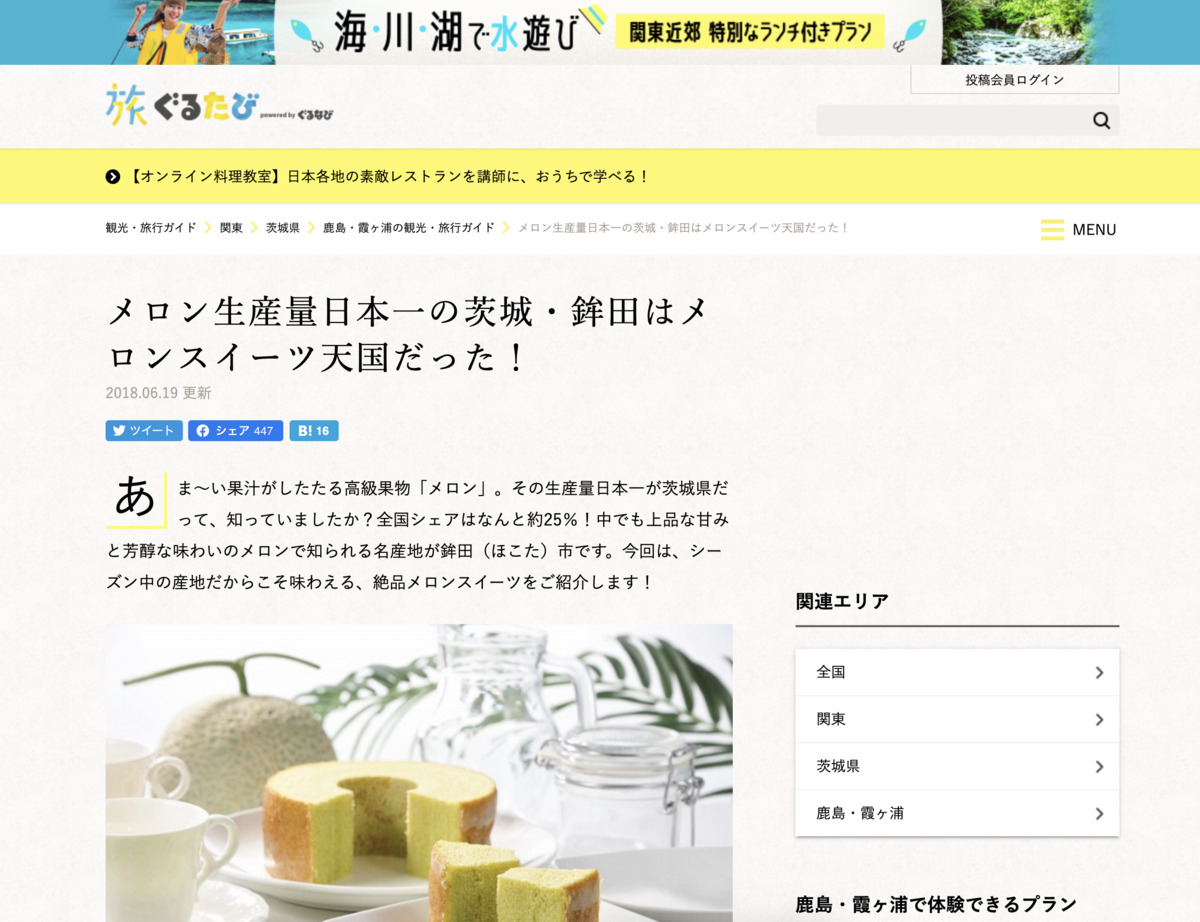 海・川・湖で水遊び
関東近郊 特別なランチ付きプラン
投稿会員ログイン
旅 ぐるたび powered by ぐるなび
【オンライン料理教室】日本各地の素敵レストランを講師に、おうちで学べる！
観光・旅行ガイド 関東 茨城県 鹿島・霞ヶ浦の観光・旅行ガイド メロン生産量日本一の茨城・鉾田はメロンスイーツ天国だった！
MENU
メロン生産量日本一の茨城・鉾田はメ
ロンスイーツ天国だった！
2018.06.19 更新
ツイート シェア 447 B! 16
あま～い果汁がしたたる高級果物「メロン」。その生産量日本一が茨城県だ
って、知っていましたか？全国シェアはなんと約25％！中でも上品な甘み
と芳醇な味わいのメロンで知られる名産地が鉾田（ほこた）市です。今回は、シー
ズン中の産地だからこそ味わえる、絶品メロンスイーツをご紹介します！
関連エリア
全国
関東
茨城県
鹿島・霞ヶ浦
鹿島・霞ヶ浦で体験できるプラン